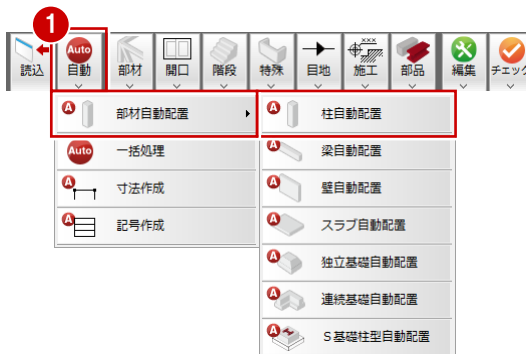 1
Auto
×××
読込 自動 部材 開口 階段 特殊 目地 施工 部品 編集 チェック
A 部材自動配置
Auto 一括処理
A 寸法作成
A 記号作成
A 柱自動配置
A 梁自動配置
A 壁自動配置
A スラブ自動配置
A 独立基礎自動配置
A 連続基礎自動配置
A S基礎柱型自動配置